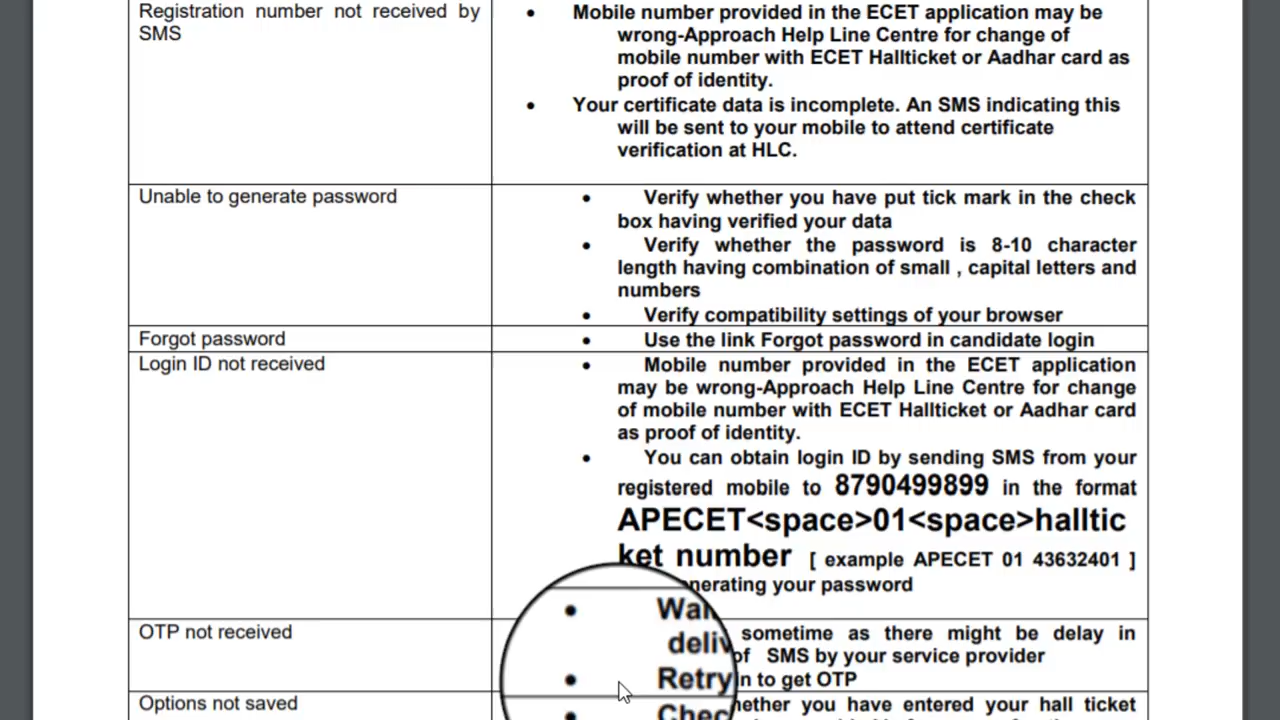 Registration number not received by
SMS
• Mobile number provided in the ECET application may be
wrong-Approach Help Line Centre for change of
mobile number with ECET Hallticket or Aadhar card as
proof of identity.
• Your certificate data is incomplete. An SMS indicating this
will be sent to your mobile to attend certificate
verification at HLC.
Unable to generate password
• Verify whether you have put tick mark in the check
box having verified your data
• Verify whether the password is 8-10 character
length having combination of small , capital letters and
numbers
• Verify compatibility settings of your browser
Forgot password
• Use the link Forgot password in candidate login
Login ID not received
• Mobile number provided in the ECET application
may be wrong-Approach Help Line Centre for change
of mobile number with ECET Hallticket or Aadhar card
as proof of identity.
• You can obtain login ID by sending SMS from your
registered mobile to 8790499899 in the format
APECET<space>01<space>halltic
ket number [ example APECET 01 43632401 ]
your password
OTP not received
• sometime as there might be delay in
of SMS by your service provider
• Retry to get OTP
Options not saved
• you have entered your hall ticket